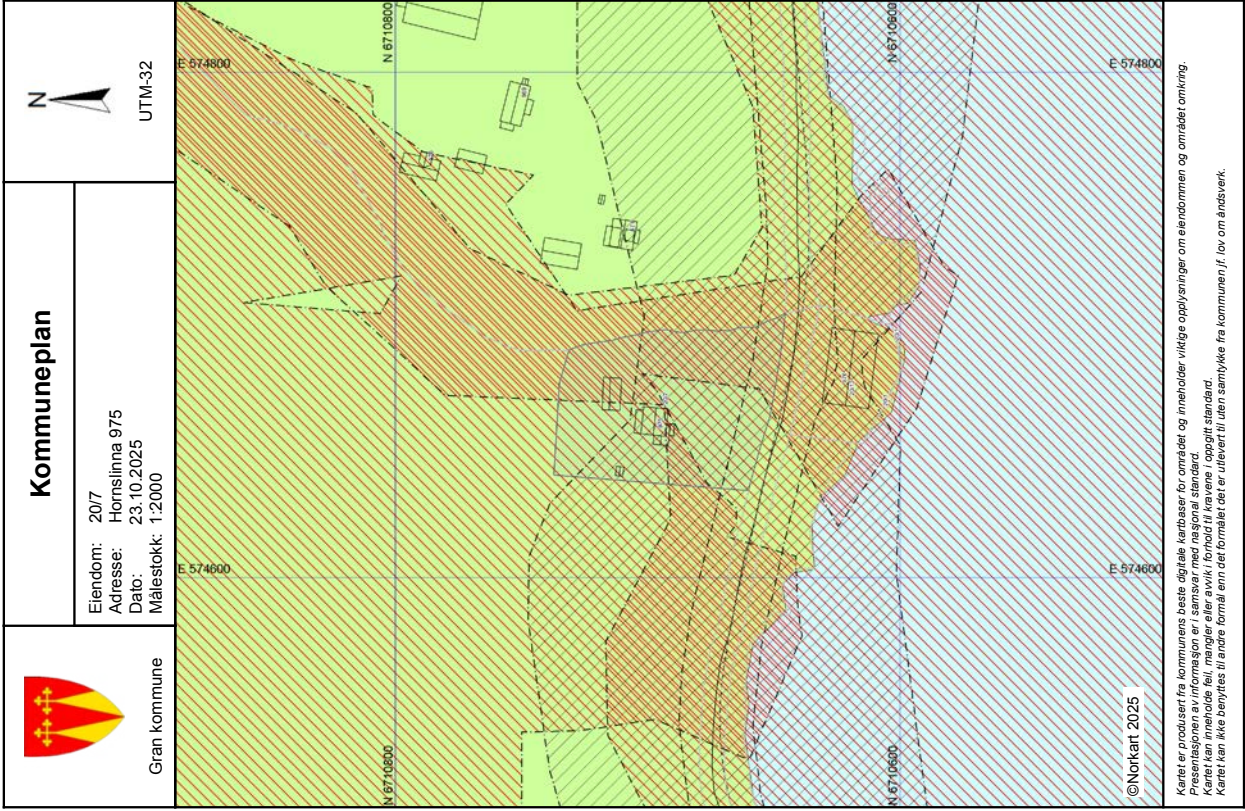 Gran kommune
Kommuneplan
Eiendom: 20/7
Adresse: Hornslinna 975
Dato: 23.10.2025
Målestokk: 1:2000
N
UTM-32
E 574800
N 6710800
N 6710600
E 574800
E 574600
E 574600
N 6710800
N 6710600
©Norkart 2025
Kartet er produsert fra kommunens beste digitale kartbaser for området og inneholder viktige opplysninger om eiendommen og området omkring.
Presentasjonen av informasjon er i samsvar med nasjonal standard.
Kartet kan inneholde feil, mangler eller avvik i forhold til kravene i oppgitt standard.
Kartet kan ikke benyttes til andre formål enn det formålet det er utlevert til uten samtykke fra kommunen jf. lov om åndsverk.